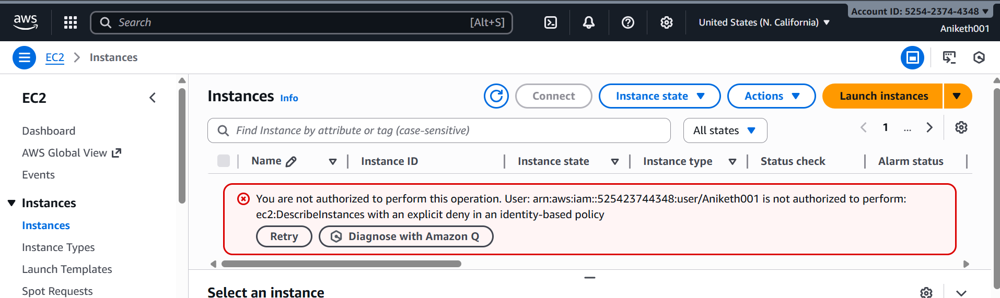 aws
Search
[Alt+S]
United States (N. California)
Account ID: 5254-2374-4348
Aniketh001
EC2
Instances
EC2
Dashboard
AWS Global View
Events
Instances
Instances
Instance Types
Launch Templates
Spot Requests
Instances Info
Connect
Instance state
Actions
Launch instances
Find Instance by attribute or tag (case-sensitive)
All states
1 ...
Name
Instance ID
Instance state
Instance type
Status check
Alarm status
You are not authorized to perform this operation. User: arn:aws:iam::525423744348:user/Aniketh001 is not authorized to perform:
ec2:DescribeInstances with an explicit deny in an identity-based policy
Retry
Diagnose with Amazon Q
Select an instance